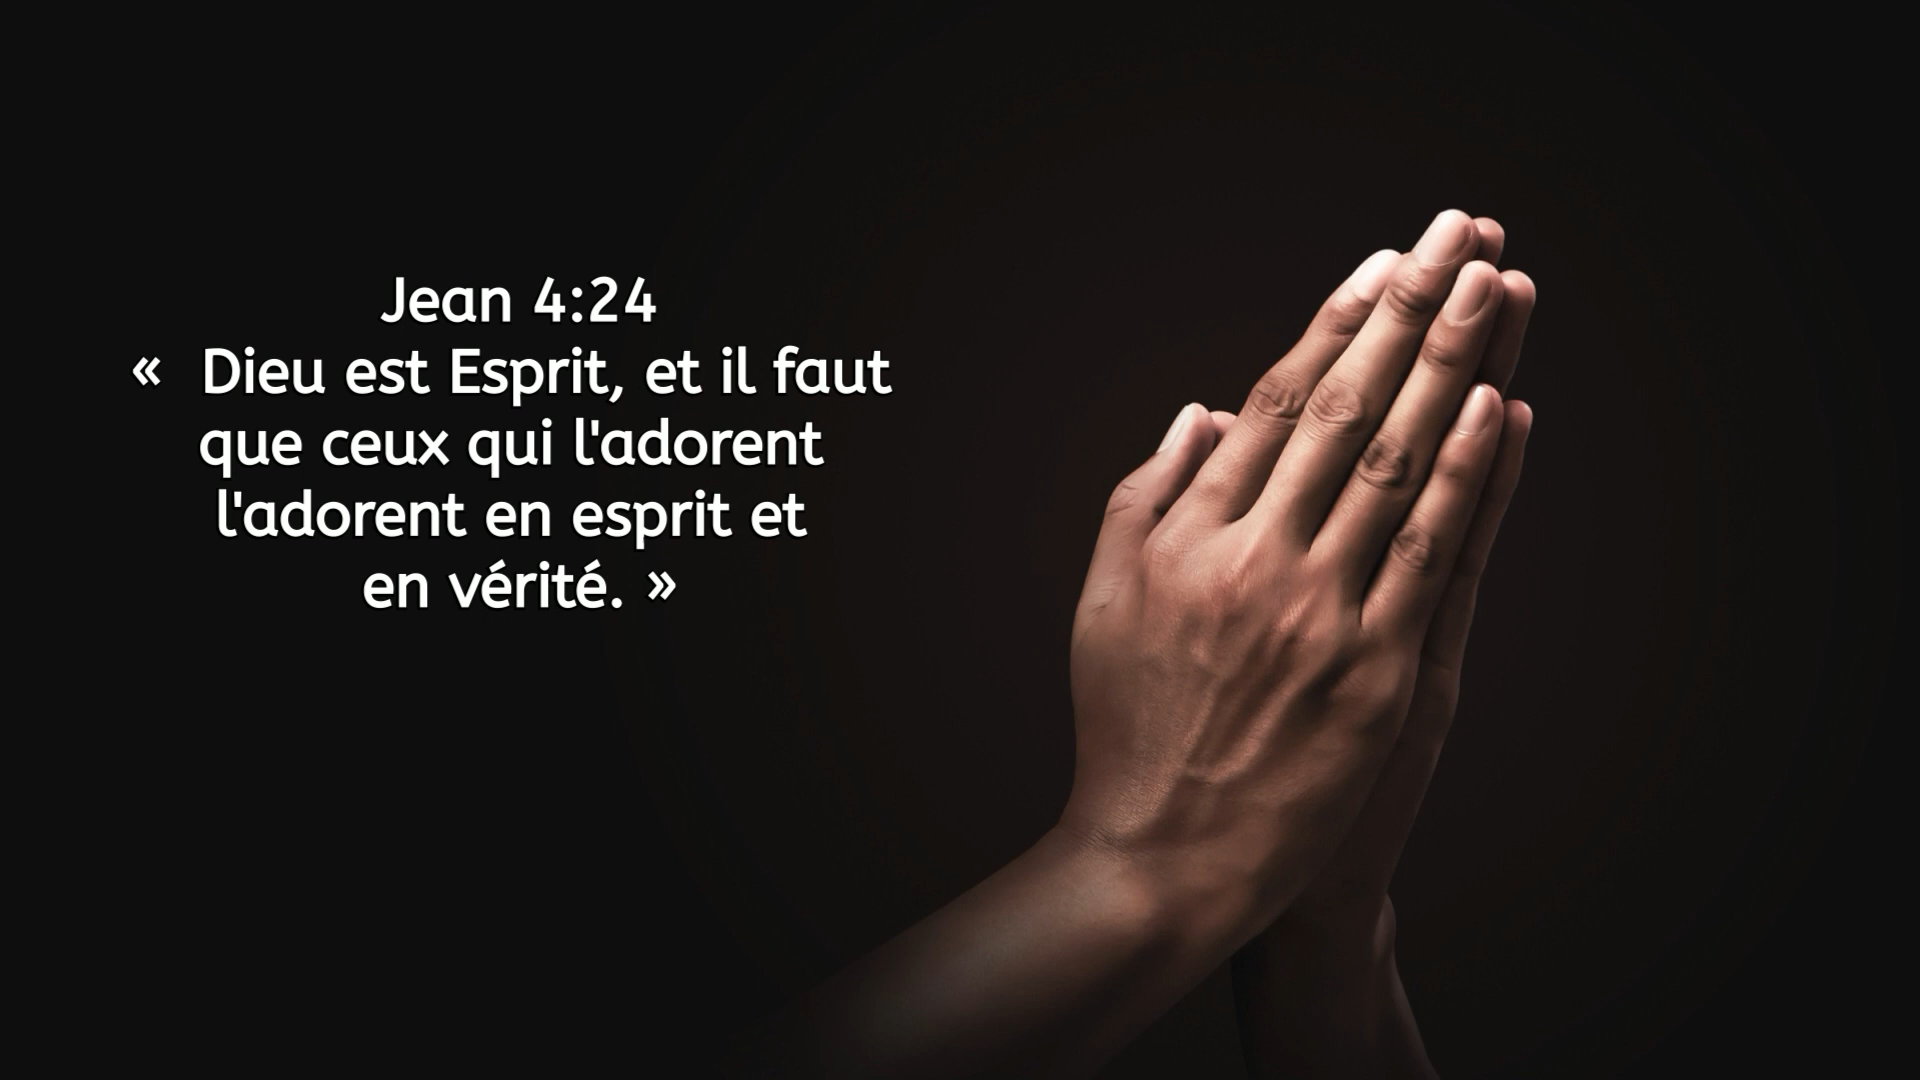 Jean 4:24
«  Dieu est Esprit, et il faut
que ceux qui l'adorent
l'adorent en esprit et
en vérité. »